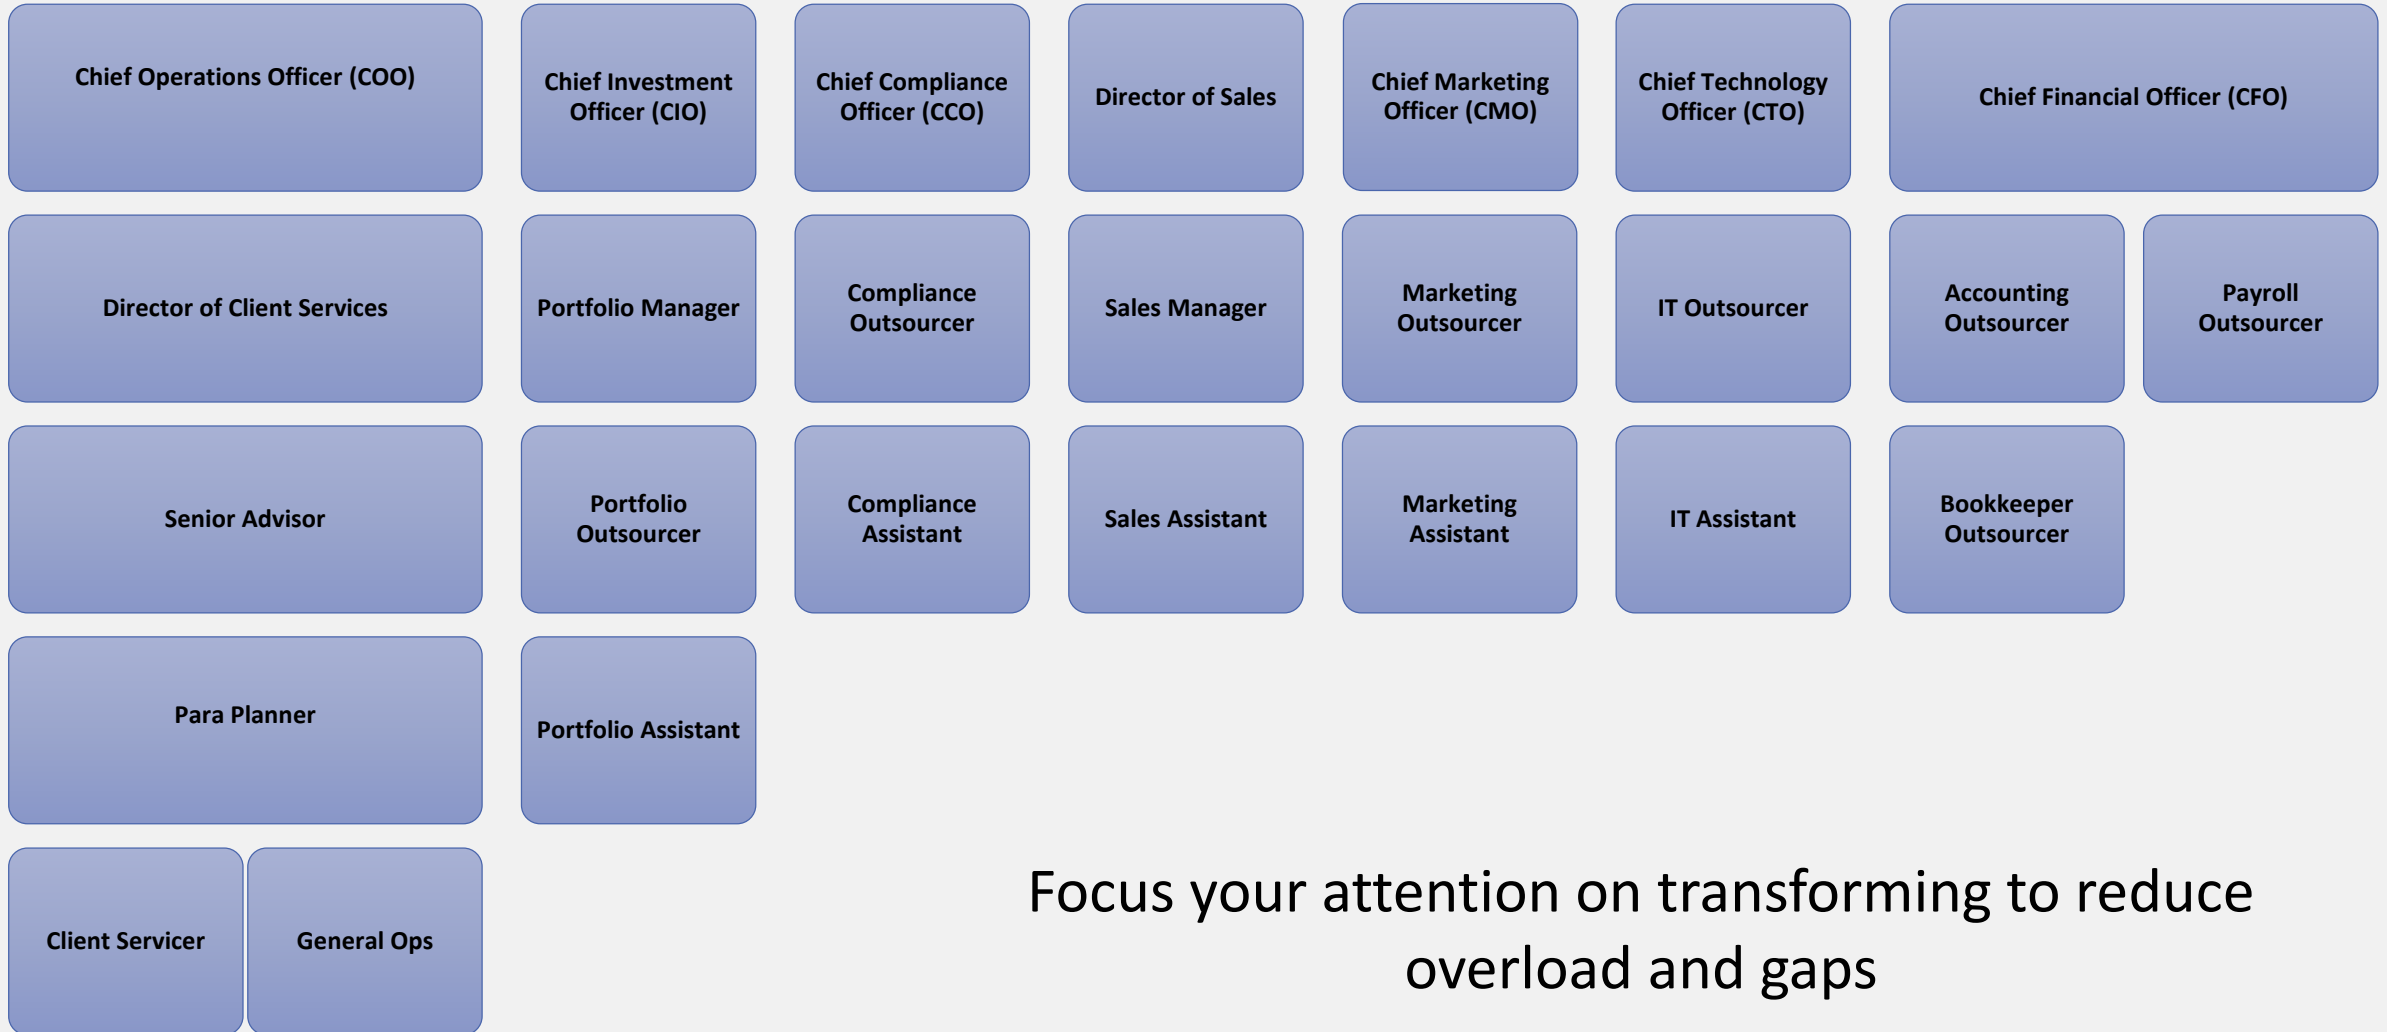 Chief Operations Officer (COO)
Chief Investment
Officer (CIO)
Chief Compliance
Officer (CCO)
Director of Sales
Chief Marketing
Officer (CMO)
Chief Technology
Officer (CTO)
Chief Financial Officer (CFO)
Director of Client Services
Portfolio Manager
Compliance
Outsourcer
Sales Manager
Marketing
Outsourcer
IT Outsourcer
Accounting
Outsourcer
Payroll
Outsourcer
Senior Advisor
Portfolio
Outsourcer
Compliance
Assistant
Sales Assistant
Marketing
Assistant
IT Assistant
Bookkeeper
Outsourcer
Para Planner
Portfolio Assistant
Client Servicer
General Ops
Focus your attention on transforming to reduce
overload and gaps